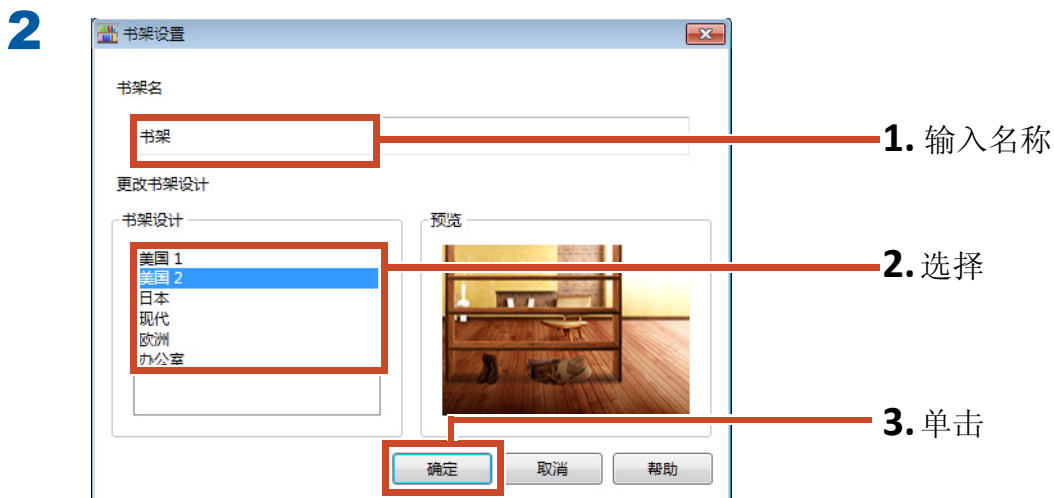 2
书架设置
书架名
书架
1. 输入名称
更改书架设计
书架设计
预览
美国 1
美国 2
日本
现代
欧洲
办公室
2. 选择
3. 单击
确定
取消
帮助